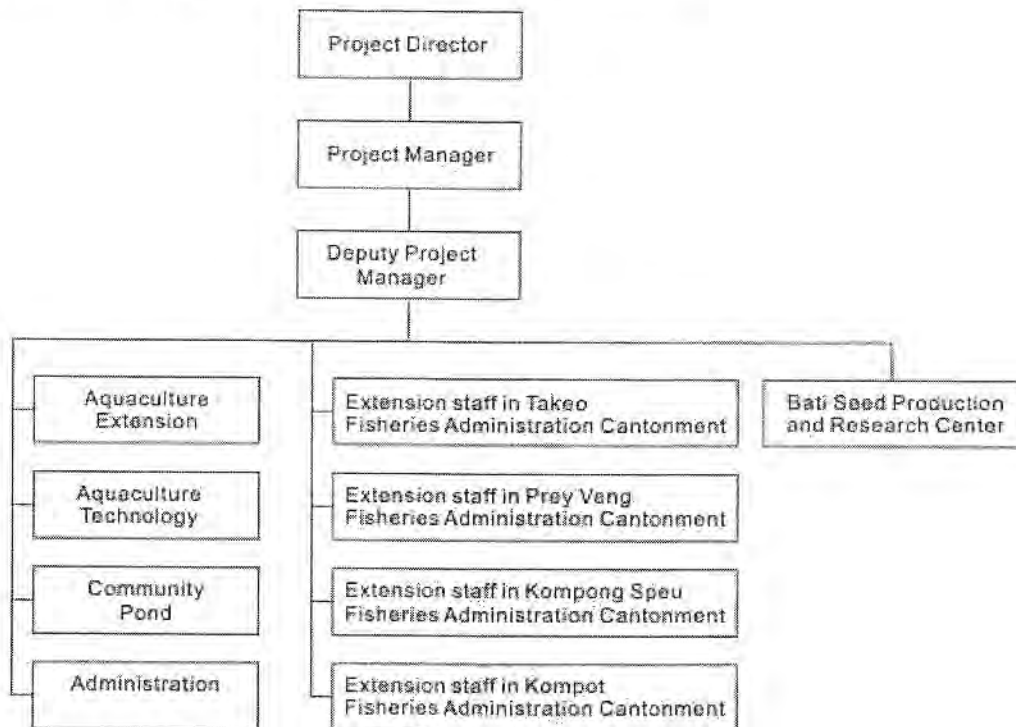 Project Director
Project Manager
Deputy Project
Manager
Aquaculture
Extension
Aquaculture
Technology
Community
Pond
Administration
Extension staff in Takeo
Fisheries Administration Cantonment
Extension staff in Prey Veng
Fisheries Administration Cantonment
Extension staff in Kompong Speu
Fisheries Administration Cantonment
Extension staff in Kompot
Fisheries Administration Cantonment
Bati Seed Production
and Research Center